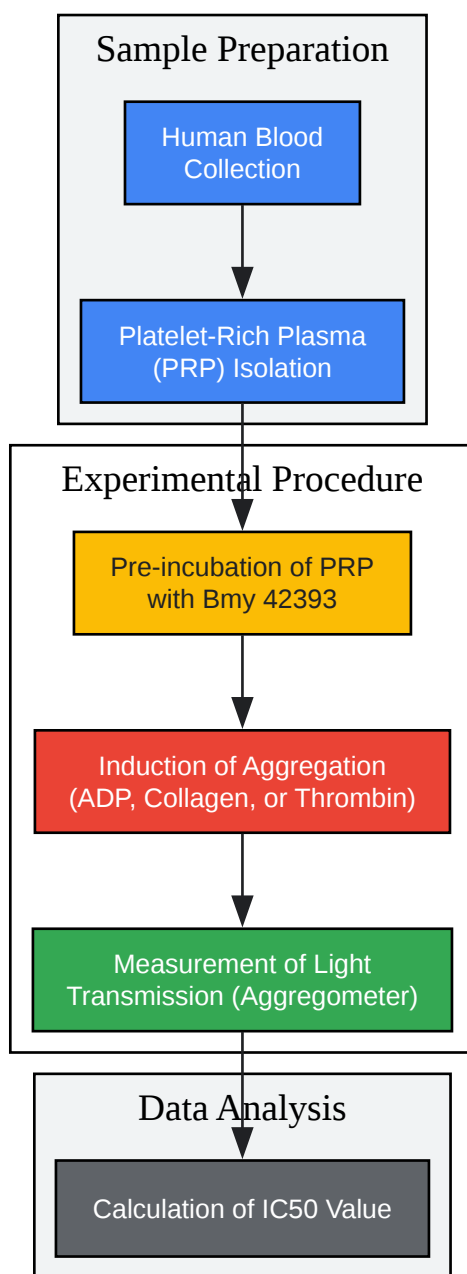 Sample Preparation
Human Blood
Collection
Platelet-Rich Plasma
(PRP) Isolation
Experimental Procedure
Pre-incubation of PRP
with Bmy 42393
Induction of Aggregation
(ADP, Collagen, or Thrombin)
Measurement of Light
Transmission (Aggregometer)
Data Analysis
Calculation of IC50 Value